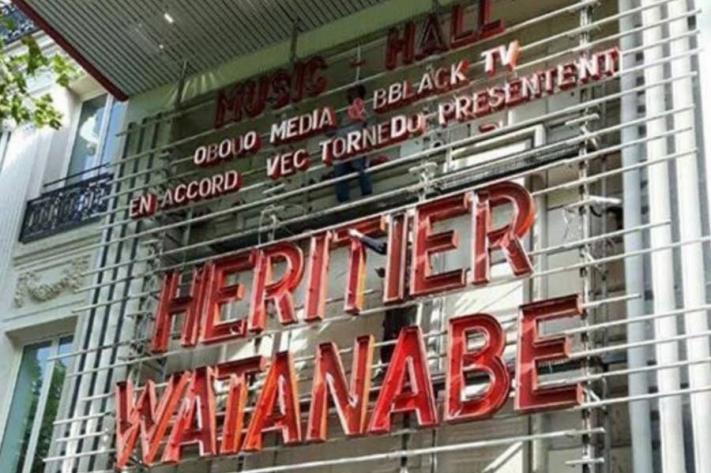 MUSIC - HALL
OBOUO MEDIA & BBLACK TV
EN ACCORD VEC TORNEDO PRESENTENT
HERITIER
WATANABE